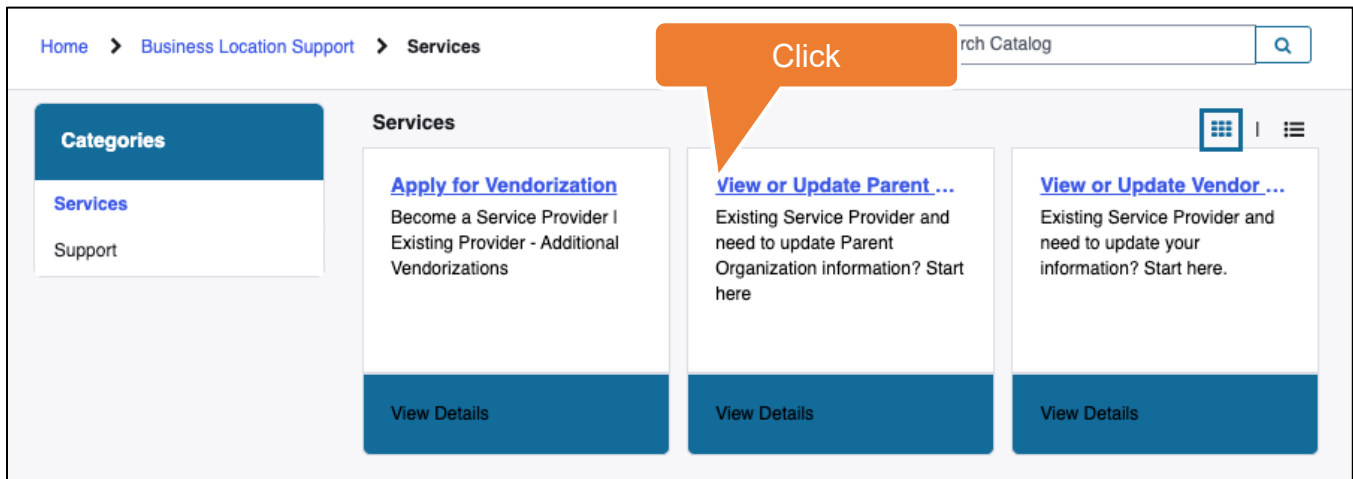 Home > Business Location Support > Services
Click
rch Catalog
Categories
Services
Support
Services
Apply for Vendorization
Become a Service Provider |
Existing Provider - Additional
Vendorizations
View Details
View or Update Parent ...
Existing Service Provider and
need to update Parent
Organization information? Start
here
View Details
View or Update Vendor ...
Existing Service Provider and
need to update your
information? Start here.
View Details